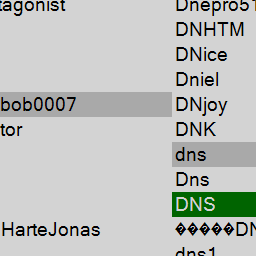 tagonist
Dnepro51
DNHTM
DNice
Dniel
bob0007
DNjoy
tor
DNK
dns
Dns
DNS
HarteJonas
�����DN
dns1